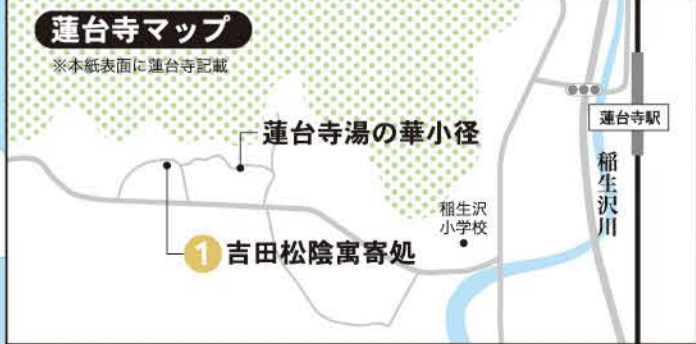 蓮台寺マップ
※本紙表面に蓮台寺記載
蓮台寺駅
蓮台寺湯の華小径
稲生沢川
稲生沢
小学校
1 吉田松陰寓寄処